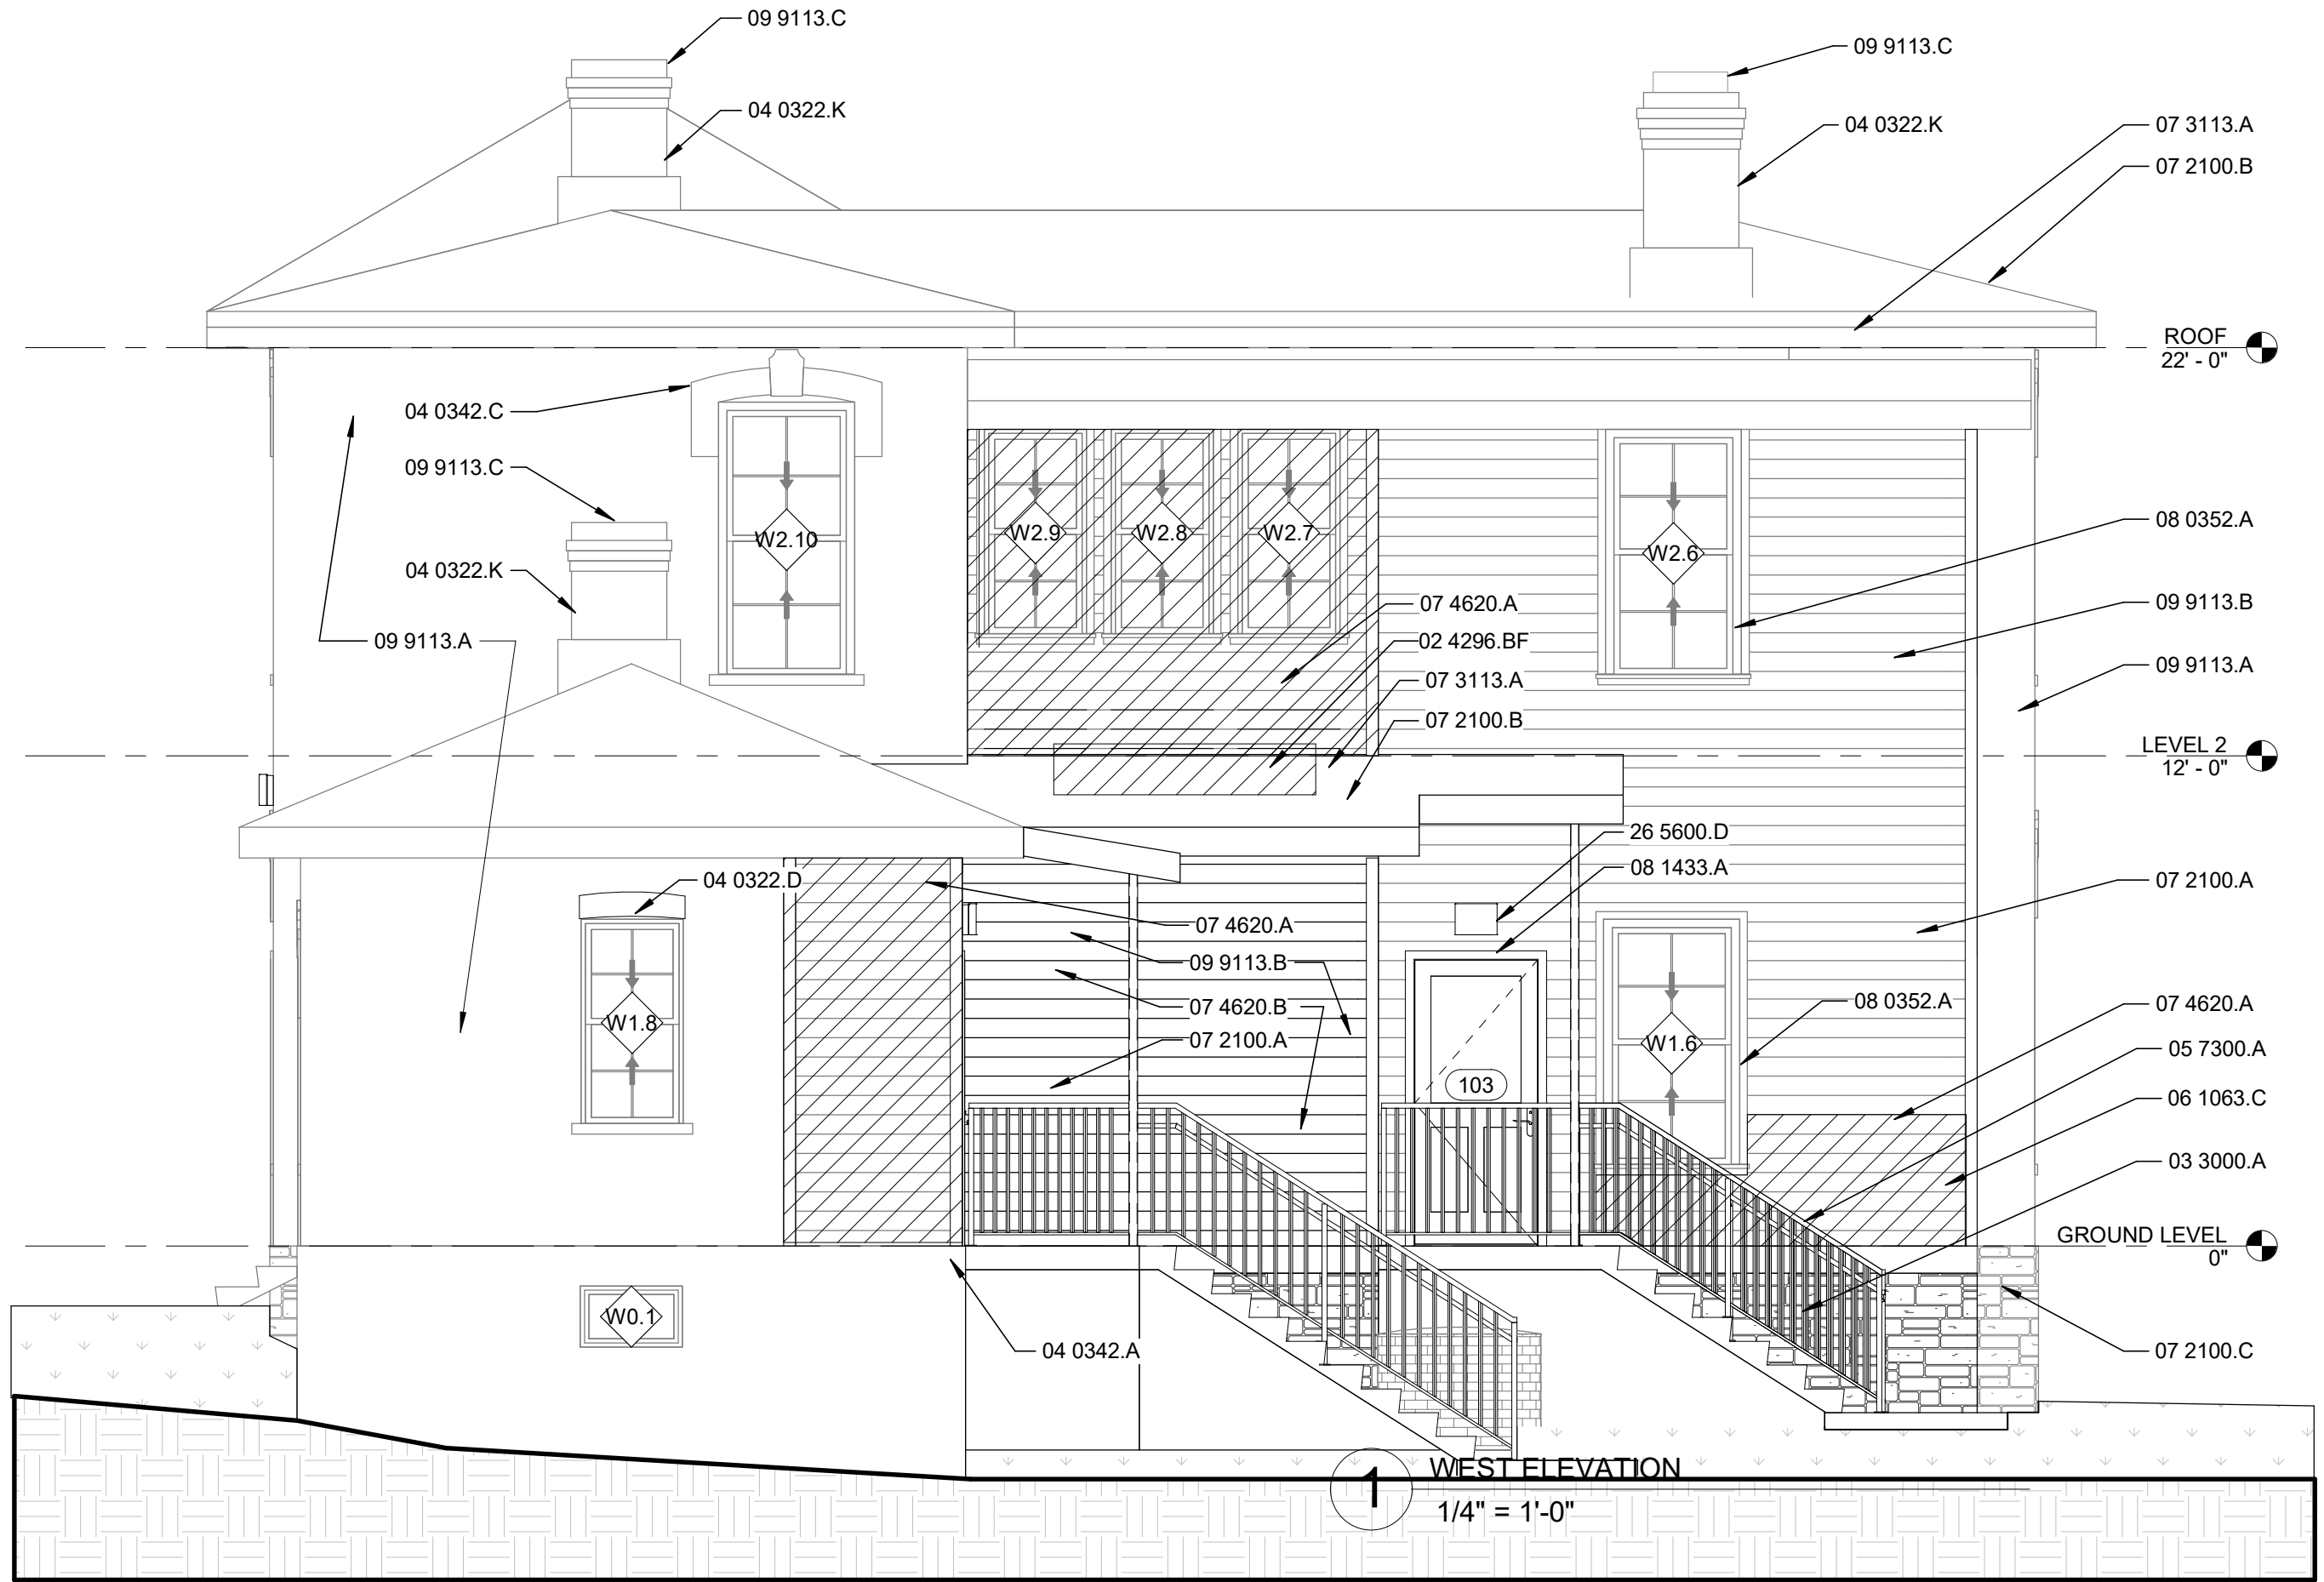 09 9113.C
09 9113.C
04 0322.K
04 0322.K
07 3113.A
07 2100.B
ROOF
22' - 0"
04 0342.C
09 9113.C
W2.10
W2.9
W2.8
W2.7
W2.6
08 0352.A
04 0322.K
07 4620.A
09 9113.B
09 9113.A
02 4296.BF
09 9113.A
07 3113.A
07 2100.B
LEVEL 2
12' - 0"
26 5600.D
08 1433.A
04 0322.D
07 2100.A
07 4620.A
09 9113.B
07 4620.B
08 0352.A
07 4620.A
W1.8
07 2100.A
W1.6
05 7300.A
103
06 1063.C
03 3000.A
GROUND LEVEL
0"
W0.1
04 0342.A
07 2100.C
1
WEST ELEVATION
1/4" = 1'-0"